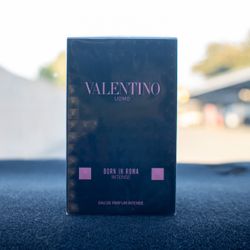 VALENTINO
UOMO
BORN IN ROMA
INTENSE
EAU DE PARFUM INTENSE